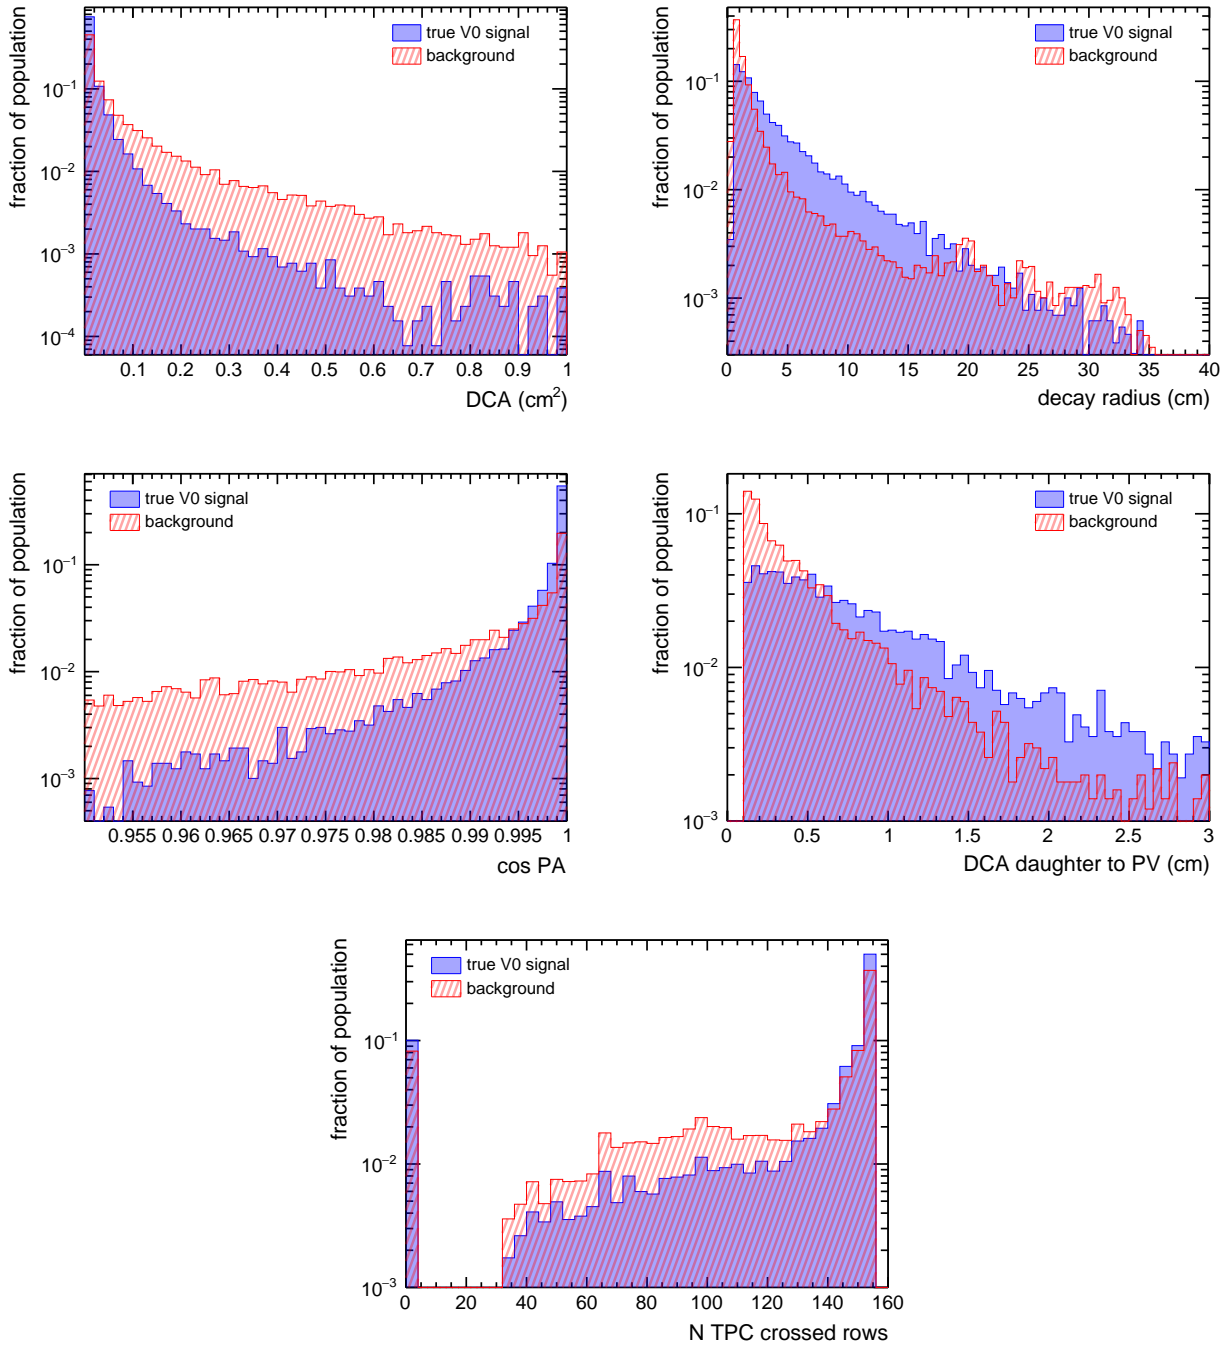 fraction of population
true V0 signal
background
10⁻¹
10⁻²
10⁻³
10⁻⁴
0.1 0.2 0.3 0.4 0.5 0.6 0.7 0.8 0.9 1
DCA (cm²)
fraction of population
true V0 signal
background
10⁻¹
10⁻²
10⁻³
0 5 10 15 20 25 30 35 40
decay radius (cm)
fraction of population
true V0 signal
background
10⁻¹
10⁻²
10⁻³
0.955 0.96 0.965 0.97 0.975 0.98 0.985 0.99 0.995 1
cos PA
fraction of population
true V0 signal
background
10⁻¹
10⁻²
10⁻³
0 0.5 1 1.5 2 2.5 3
DCA daughter to PV (cm)
fraction of population
true V0 signal
background
10⁻¹
10⁻²
10⁻³
0 20 40 60 80 100 120 140 160
N TPC crossed rows